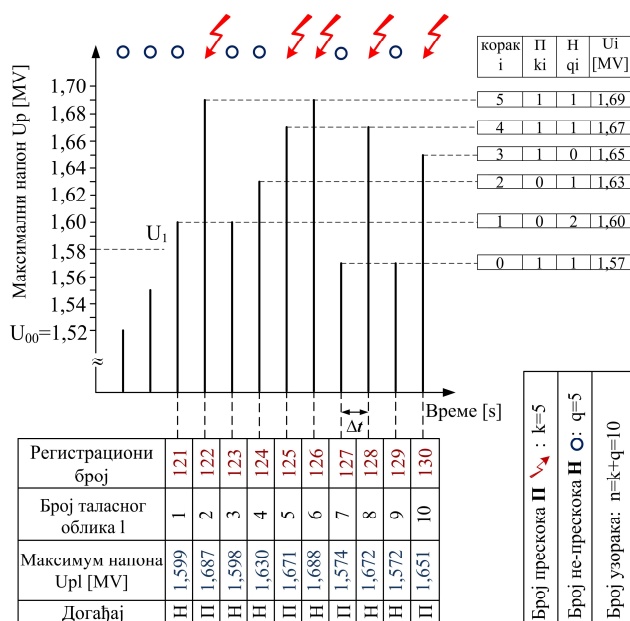 корак П Н Ui
i ki qi [MV]
5 1 1 1,69
4 1 1 1,67
3 1 0 1,65
2 0 1 1,63
1 0 2 1,60
0 1 1 1,57
Максимални напон Up [MV]
1,70
1,68
1,66
1,64
1,62
1,60
1,58
1,56
1,54
U00=1,52
U1
≈
Δt
Време [s]
Регистрациони број 121 122 123 124 125 126 127 128 129 130
Број таласног облика l 1 2 3 4 5 6 7 8 9 10
Максимум напона Upl [MV] 1,599 1,687 1,598 1,630 1,671 1,688 1,574 1,672 1,572 1,651
Догађај Н П Н Н П П Н П Н П
Број прескока П : k=5
Број не-прескока Н : q=5
Број узорака: n=k+q=10